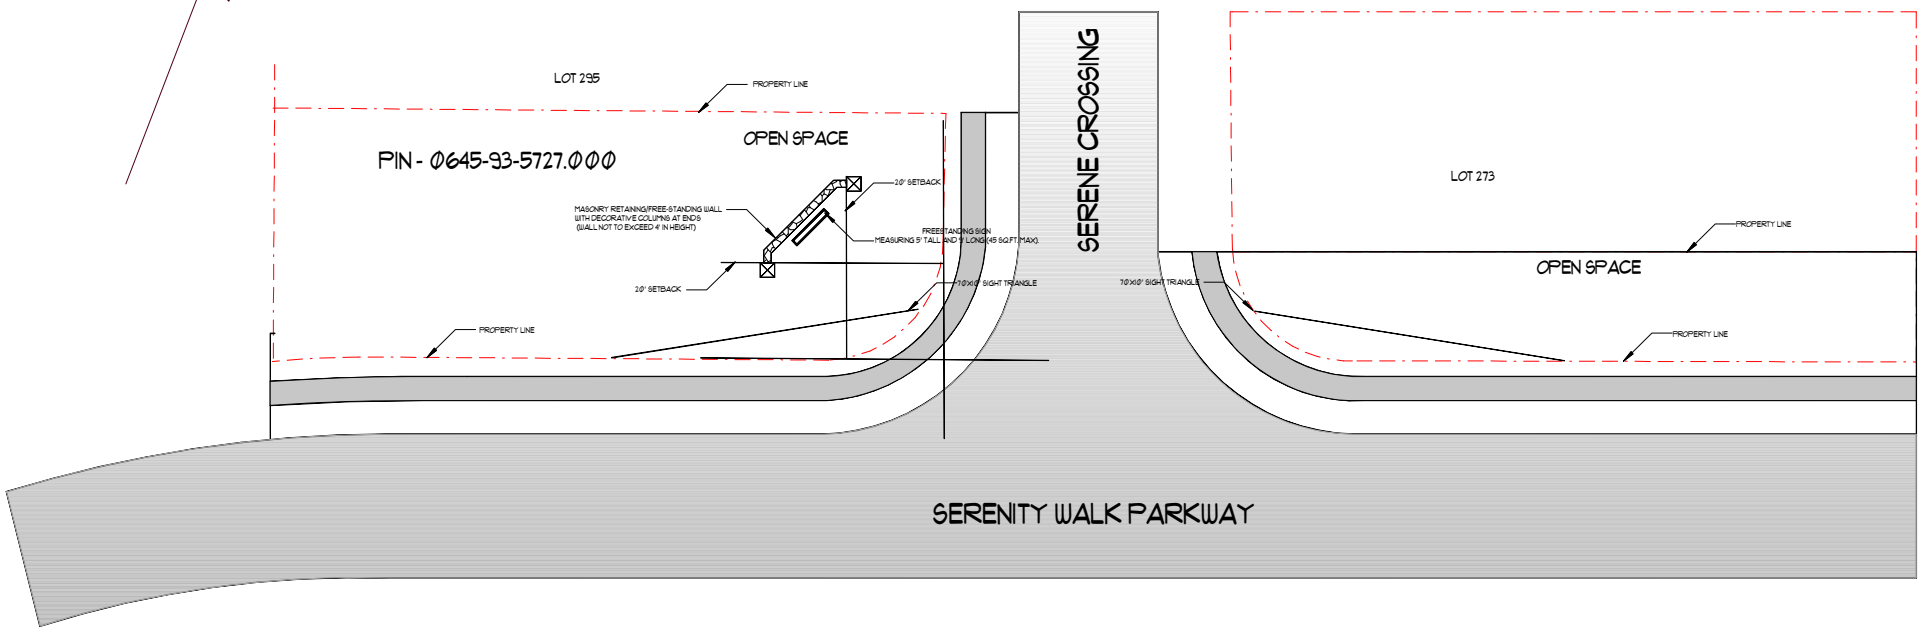 SERENE CROSSING
LOT 295
PROPERTY LINE
OPEN SPACE
PIN - 0645-93-5727.000
20' SETBACK
MASONRY RETAINING/FREE-STANDING WALL
WITH DECORATIVE COLUMNS AT ENDS
(WALL NOT TO EXCEED 4' IN HEIGHT)
FREESTANDING SIGN
MEASURING 5' TALL AND 9' LONG (45 SQ.FT. MAX).
20' SETBACK
70'X10' SIGHT TRIANGLE
PROPERTY LINE
LOT 273
PROPERTY LINE
OPEN SPACE
70'X10' SIGHT TRIANGLE
PROPERTY LINE
SERENITY WALK PARKWAY